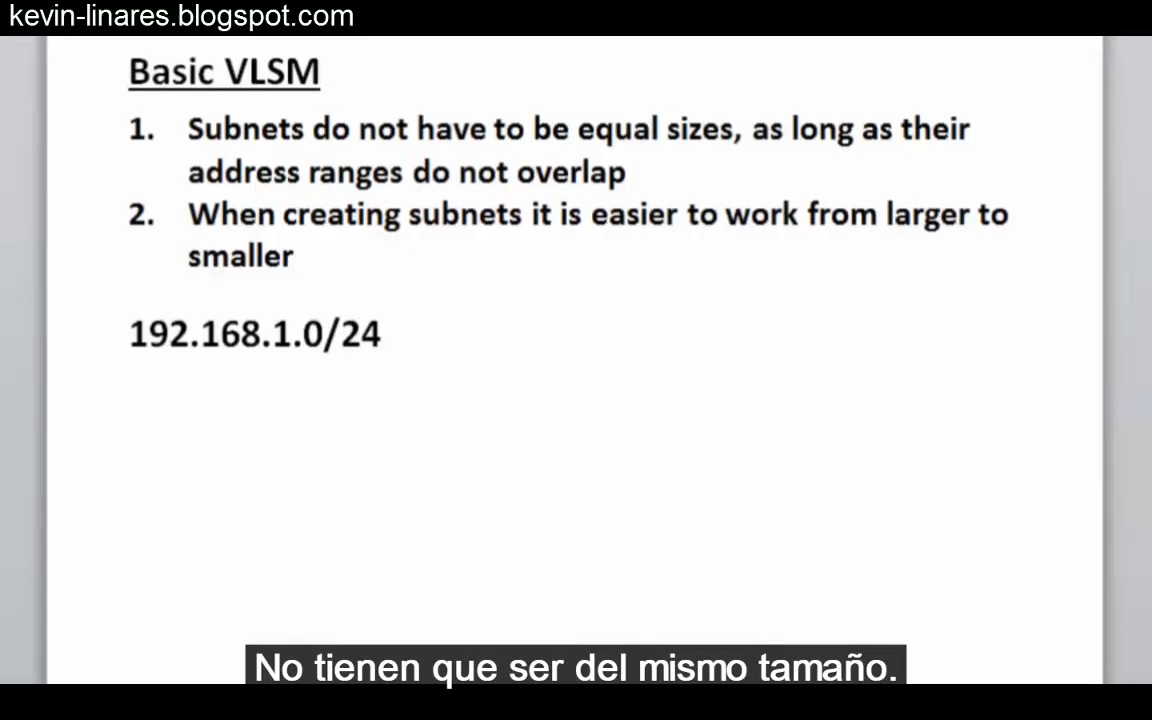 kevin-linares.blogspot.com
Basic VLSM
1. Subnets do not have to be equal sizes, as long as their
address ranges do not overlap
2. When creating subnets it is easier to work from larger to
smaller
192.168.1.0/24
No tienen que ser del mismo tamaño.